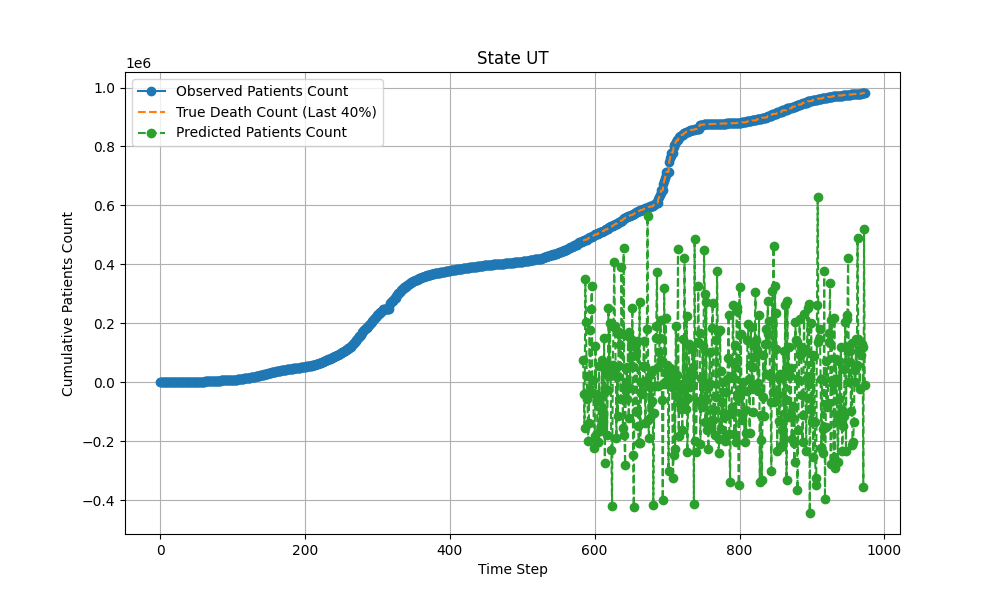 State UT
1e6
Observed Patients Count
True Death Count (Last 40%)
Predicted Patients Count
1.0
0.8
0.6
0.4
0.2
0.0
−0.2
−0.4
Cumulative Patients Count
0 200 400 600 800 1000
Time Step